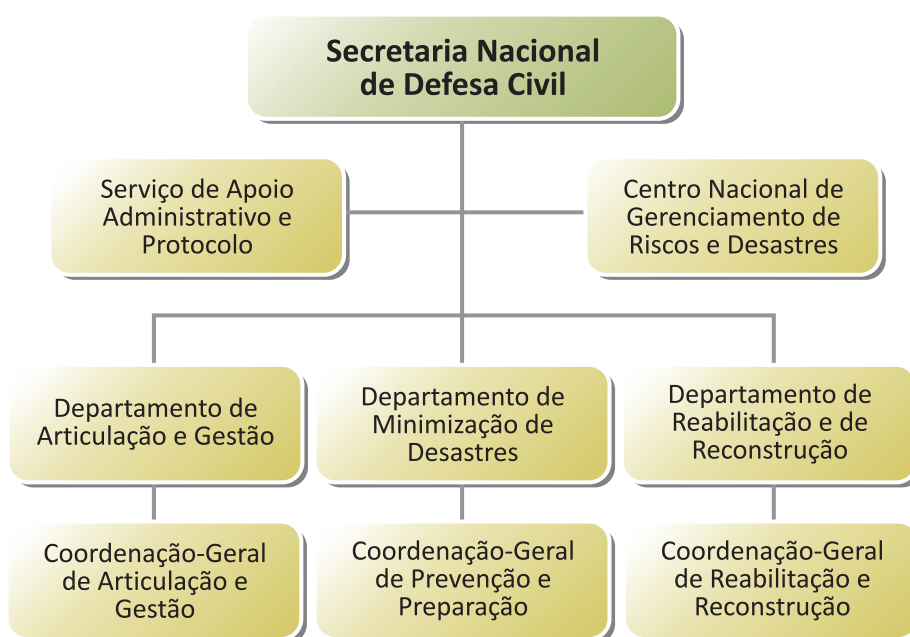 Secretaria Nacional
de Defesa Civil
Serviço de Apoio
Administrativo e
Protocolo
Centro Nacional de
Gerenciamento de
Riscos e Desastres
Departamento de
Articulação e Gestão
Departamento de
Minimização de
Desastres
Departamento de
Reabilitação e de
Reconstrução
Coordenação-Geral
de Articulação e
Gestão
Coordenação-Geral
de Prevenção e
Preparação
Coordenação-Geral
de Reabilitação e
Reconstrução